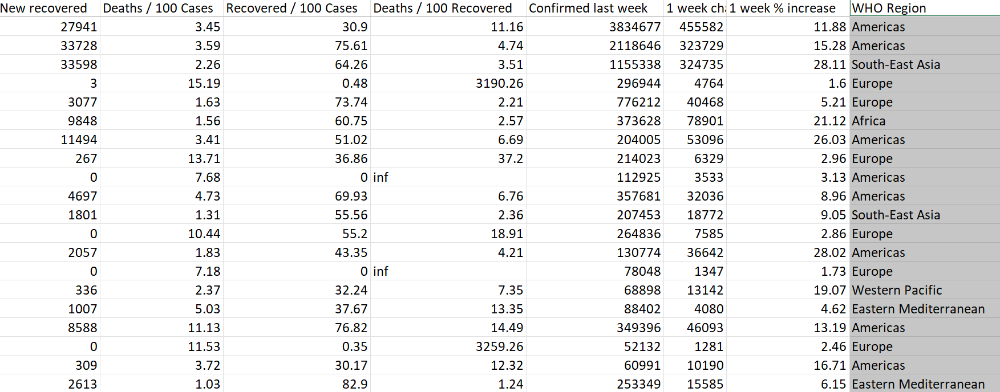 New recovered Deaths / 100 Cases Recovered / 100 Cases Deaths / 100 Recovered Confirmed last week 1 week cha 1 week % increase WHO Region
27941 3.45 30.9 11.16 3834677 455582 11.88 Americas
33728 3.59 75.61 4.74 2118646 323729 15.28 Americas
33598 2.26 64.26 3.51 1155338 324735 28.11 South-East Asia
3 15.19 0.48 3190.26 296944 4764 1.6 Europe
3077 1.63 73.74 2.21 776212 40468 5.21 Europe
9848 1.56 60.75 2.57 373628 78901 21.12 Africa
11494 3.41 51.02 6.69 204005 53096 26.03 Americas
267 13.71 36.86 37.2 214023 6329 2.96 Europe
0 7.68 0 inf 112925 3533 3.13 Americas
4697 4.73 69.93 6.76 357681 32036 8.96 Americas
1801 1.31 55.56 2.36 207453 18772 9.05 South-East Asia
0 10.44 55.2 18.91 264836 7585 2.86 Europe
2057 1.83 43.35 4.21 130774 36642 28.02 Americas
0 7.18 0 inf 78048 1347 1.73 Europe
336 2.37 32.24 7.35 68898 13142 19.07 Western Pacific
1007 5.03 37.67 13.35 88402 4080 4.62 Eastern Mediterranean
8588 11.13 76.82 14.49 349396 46093 13.19 Americas
0 11.53 0.35 3259.26 52132 1281 2.46 Europe
309 3.72 30.17 12.32 60991 10190 16.71 Americas
2613 1.03 82.9 1.24 253349 15585 6.15 Eastern Mediterranean